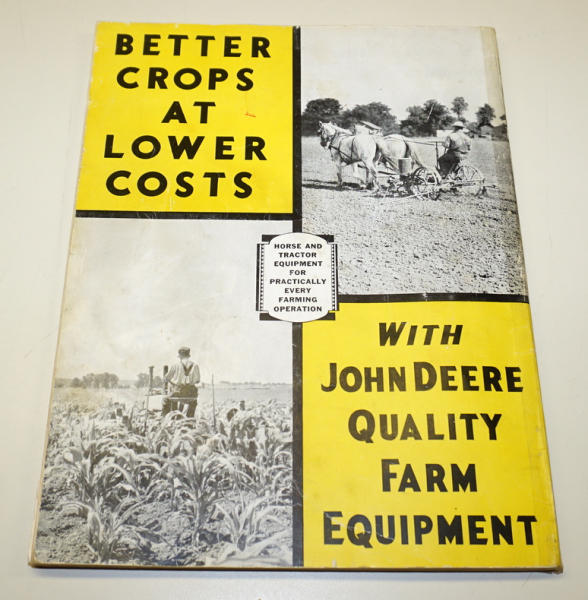 BETTER
CROPS
AT
LOWER
COSTS
HORSE AND
TRACTOR
EQUIPMENT
FOR
PRACTICALLY
EVERY
FARMING
OPERATION
WITH
JOHN DEERE
QUALITY
FARM
EQUIPMENT